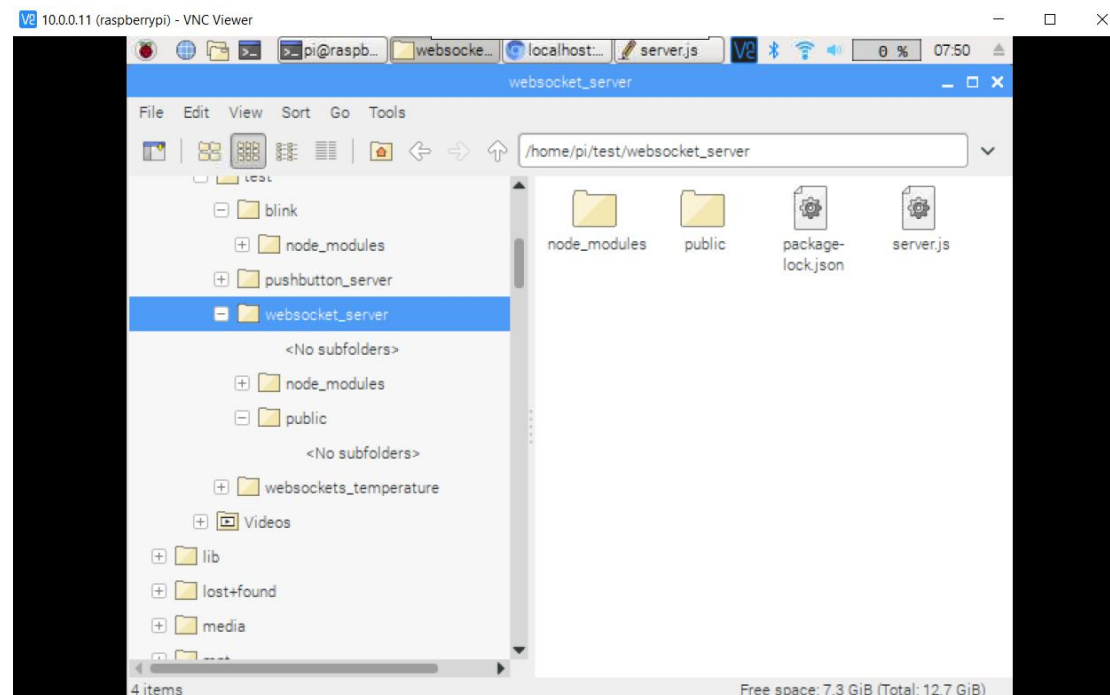 10.0.0.11 (raspberrypi) - VNC Viewer
pi@raspb... websocke... localhost:... server.js 0 % 07:50
websocket_server
File Edit View Sort Go Tools
/home/pi/test/websocket_server
test
blink
node_modules
pushbutton_server
websocket_server
<No subfolders>
node_modules
public
<No subfolders>
websockets_temperature
Videos
lib
lost+found
media
node_modules public package-lock.json server.js
4 items Free space: 7.3 GiB (Total: 12.7 GiB)